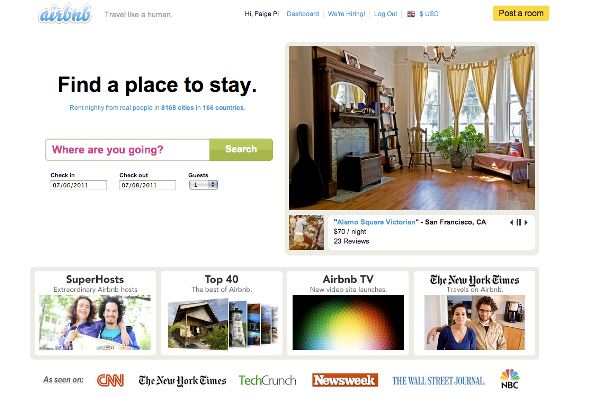 airbnb
Travel like a human.
Hi, Paige P! Dashboard We're Hiring! Log Out $ USD
Post a room
Find a place to stay.
Rent nightly from real people in 8168 cities in 166 countries.
Where are you going?
Search
Check in Check out Guests
07/06/2011 07/08/2011 1
"Alamo Square Victorian" - San Francisco, CA
$70 / night
23 Reviews
SuperHosts
Extraordinary Airbnb hosts
Top 40
The best of Airbnb.
Airbnb TV
New video site launches.
The New York Times
Travels on Airbnb.
As seen on: CNN The New York Times TechCrunch Newsweek THE WALL STREET JOURNAL. NBC